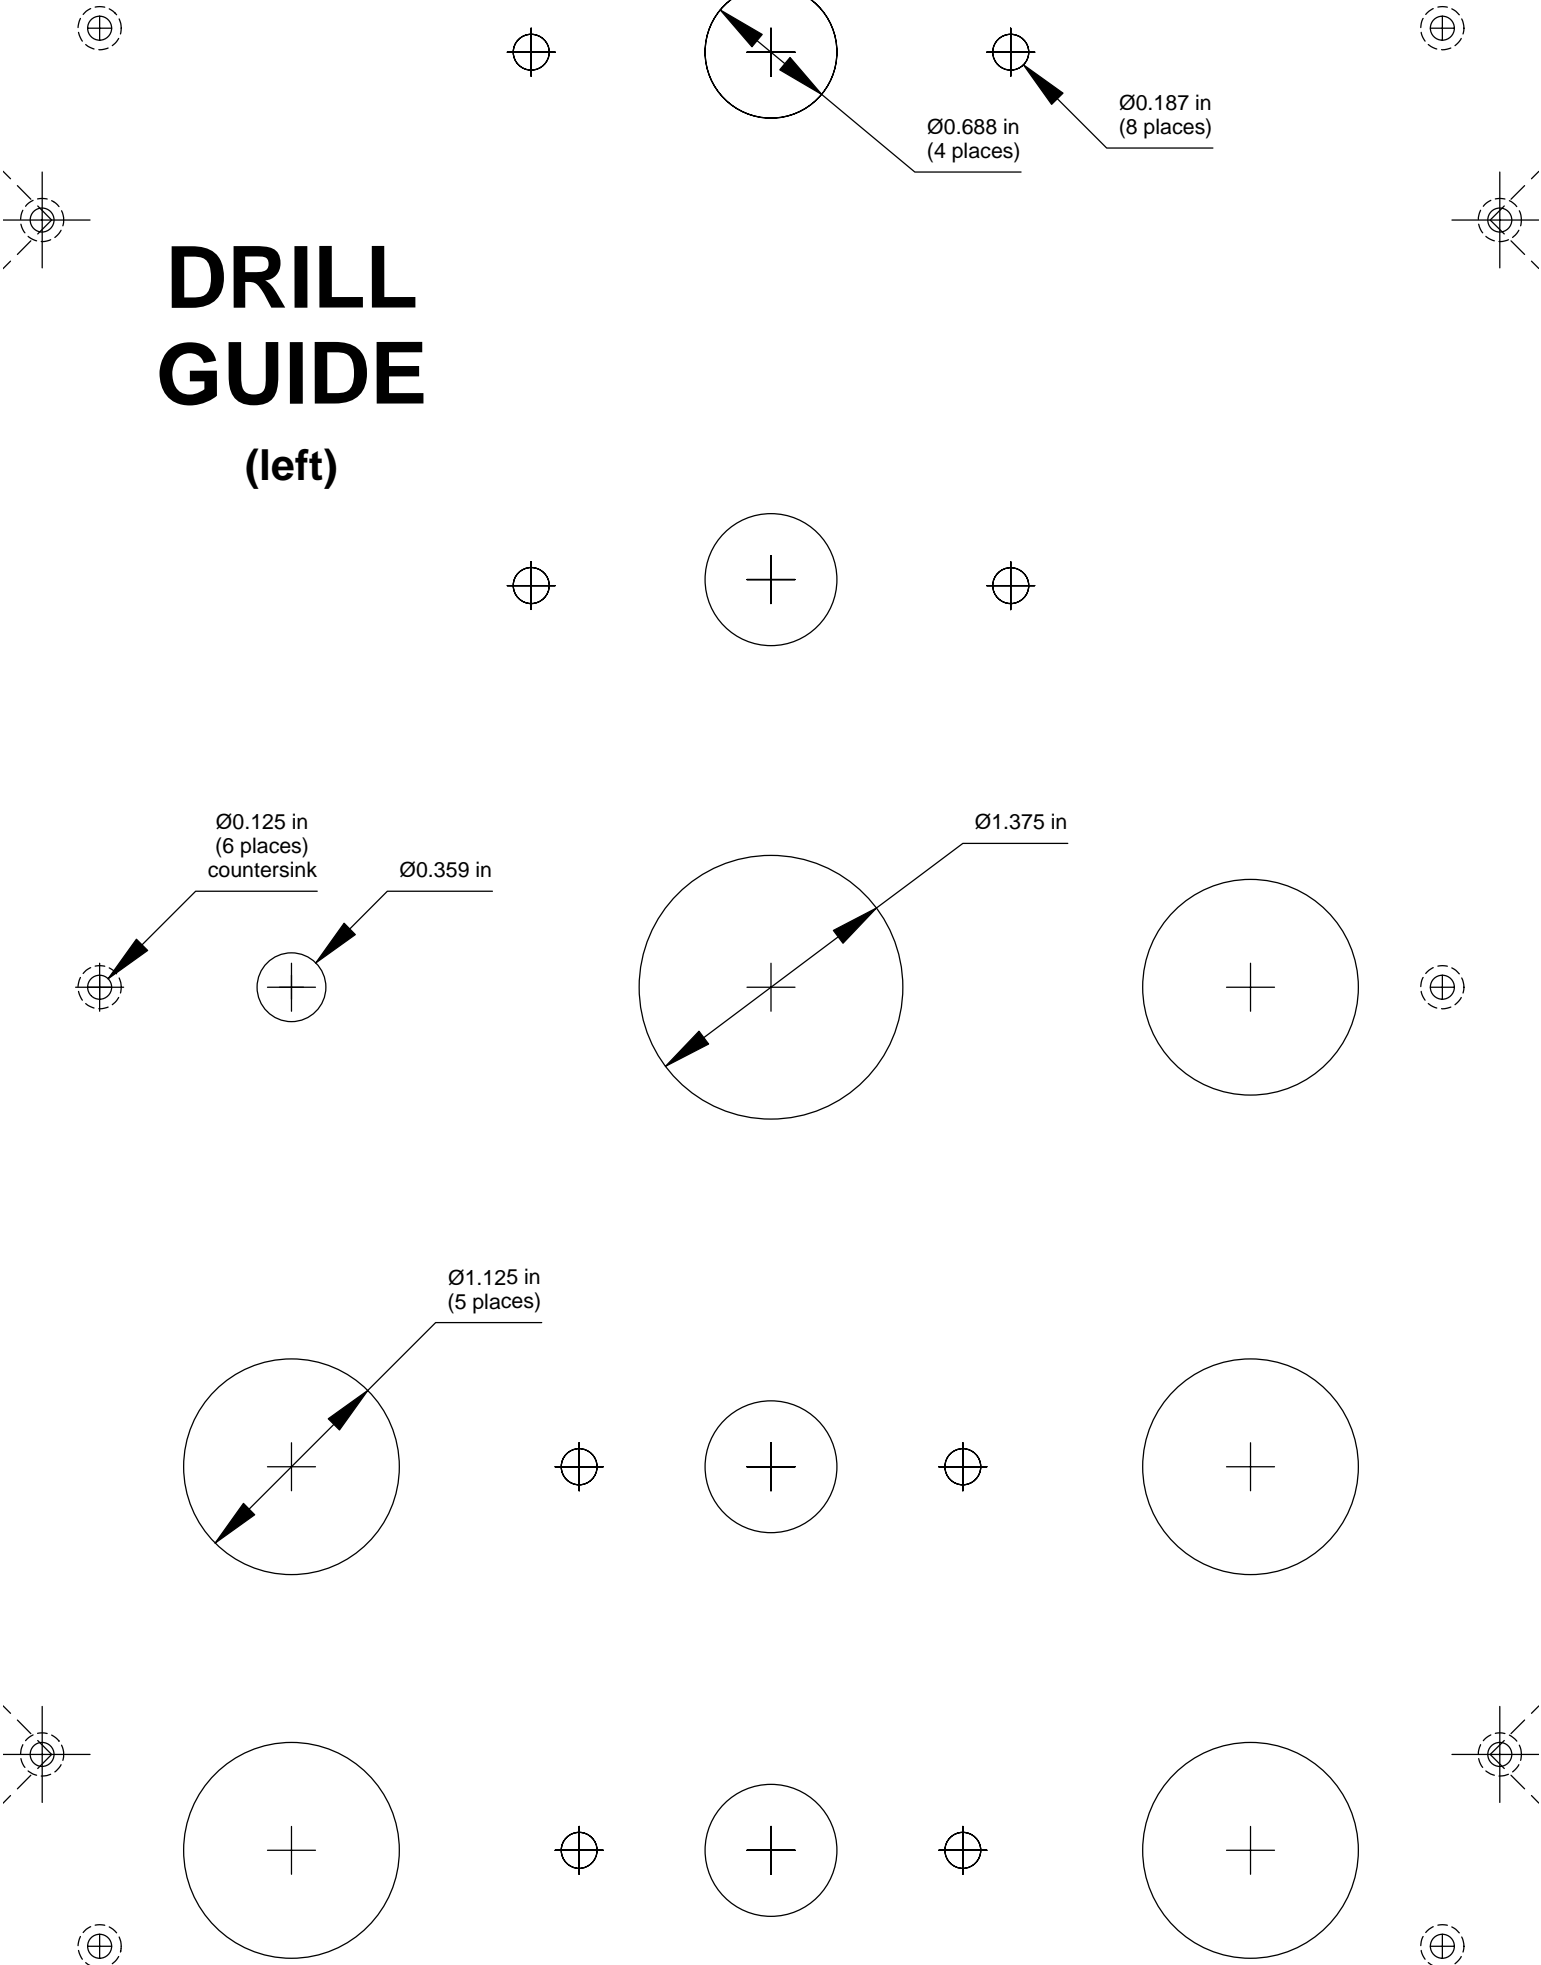 Ø0.187 in
(8 places)
Ø0.688 in
(4 places)
DRILL
GUIDE
(left)
Ø0.125 in
(6 places)
countersink
Ø0.359 in
Ø1.375 in
Ø1.125 in
(5 places)